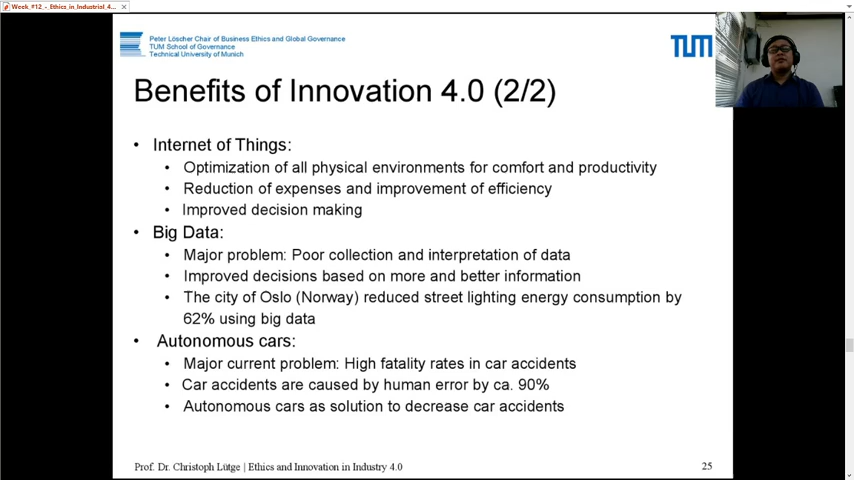 Week_#12_-_Ethics_in_Industrial_4...
Peter Löscher Chair of Business Ethics and Global Governance
TUM School of Governance
Technical University of Munich
TUM
Benefits of Innovation 4.0 (2/2)
• Internet of Things:
• Optimization of all physical environments for comfort and productivity
• Reduction of expenses and improvement of efficiency
• Improved decision making
• Big Data:
• Major problem: Poor collection and interpretation of data
• Improved decisions based on more and better information
• The city of Oslo (Norway) reduced street lighting energy consumption by
62% using big data
• Autonomous cars:
• Major current problem: High fatality rates in car accidents
• Car accidents are caused by human error by ca. 90%
• Autonomous cars as solution to decrease car accidents
Prof. Dr. Christoph Lütge | Ethics and Innovation in Industry 4.0
25